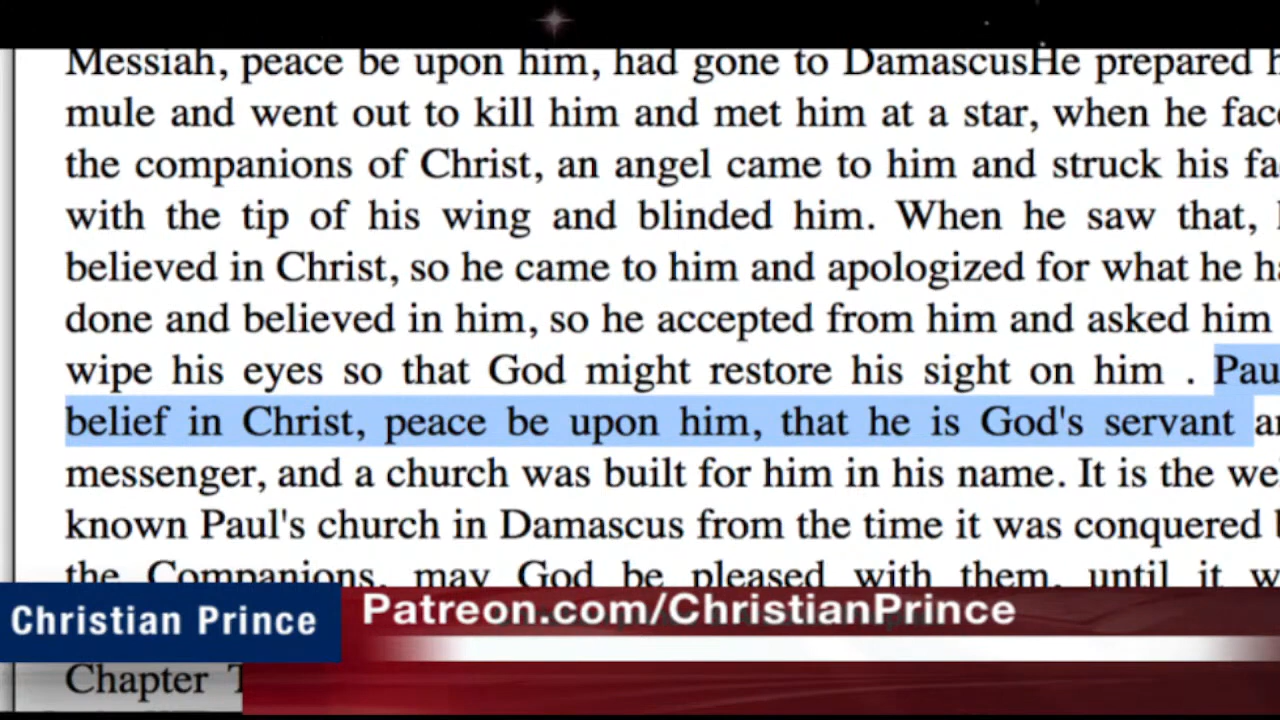 Messiah, peace be upon him, had gone to DamascusHe prepared
mule and went out to kill him and met him at a star, when he
the companions of Christ, an angel came to him and struck his
with the tip of his wing and blinded him. When he saw that,
believed in Christ, so he came to him and apologized for what he
done and believed in him, so he accepted from him and asked him
wipe his eyes so that God might restore his sight on him .
belief in Christ, peace be upon him, that he is God's servant
messenger, and a church was built for him in his name. It is the
known Paul's church in Damascus from the time it was conquered
the Companions, may God be pleased with them, until it
Christian Prince
Patreon.com/ChristianPrince
Chapter